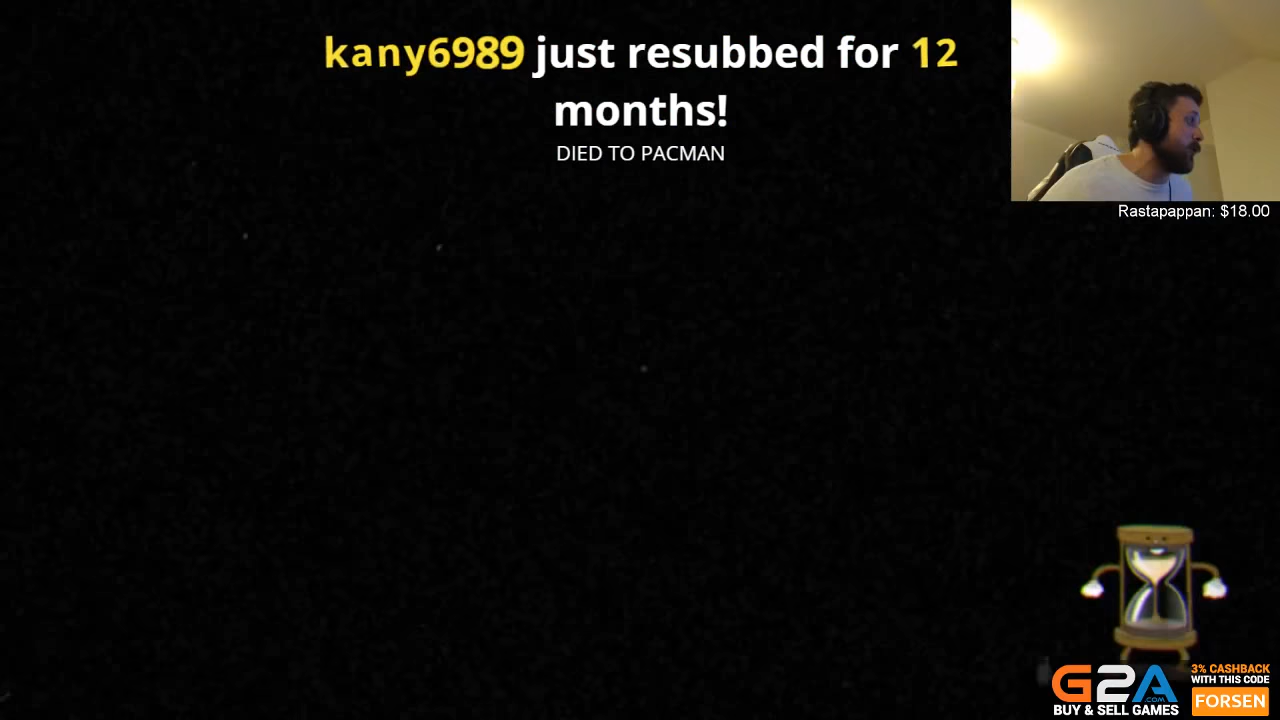 kany6989 just resubbed for 12
months!
DIED TO PACMAN
Rastapappan: $18.00
G2A
.COM
BUY & SELL GAMES
3% CASHBACK
WITH THIS CODE
FORSEN